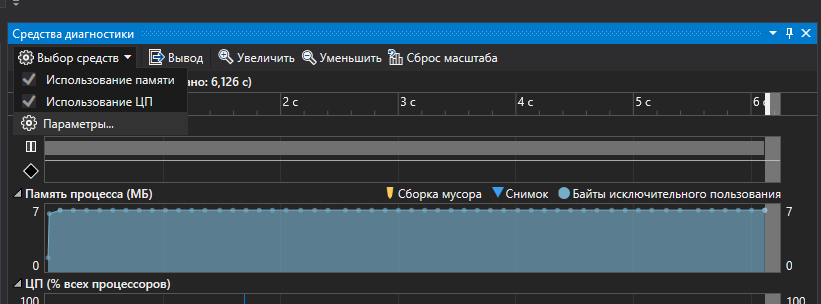 Средства диагностики
Выбор средств Вывод Увеличить Уменьшить Сброс масштаба
Использование памяти ано: 6,126 с)
Использование ЦП 2 с 3 с 4 с 5 с 6 с
Параметры...
Память процесса (МБ) Сборка мусора Снимок Байты исключительного пользования
7 7
0 0
ЦП (% всех процессоров)
100 100